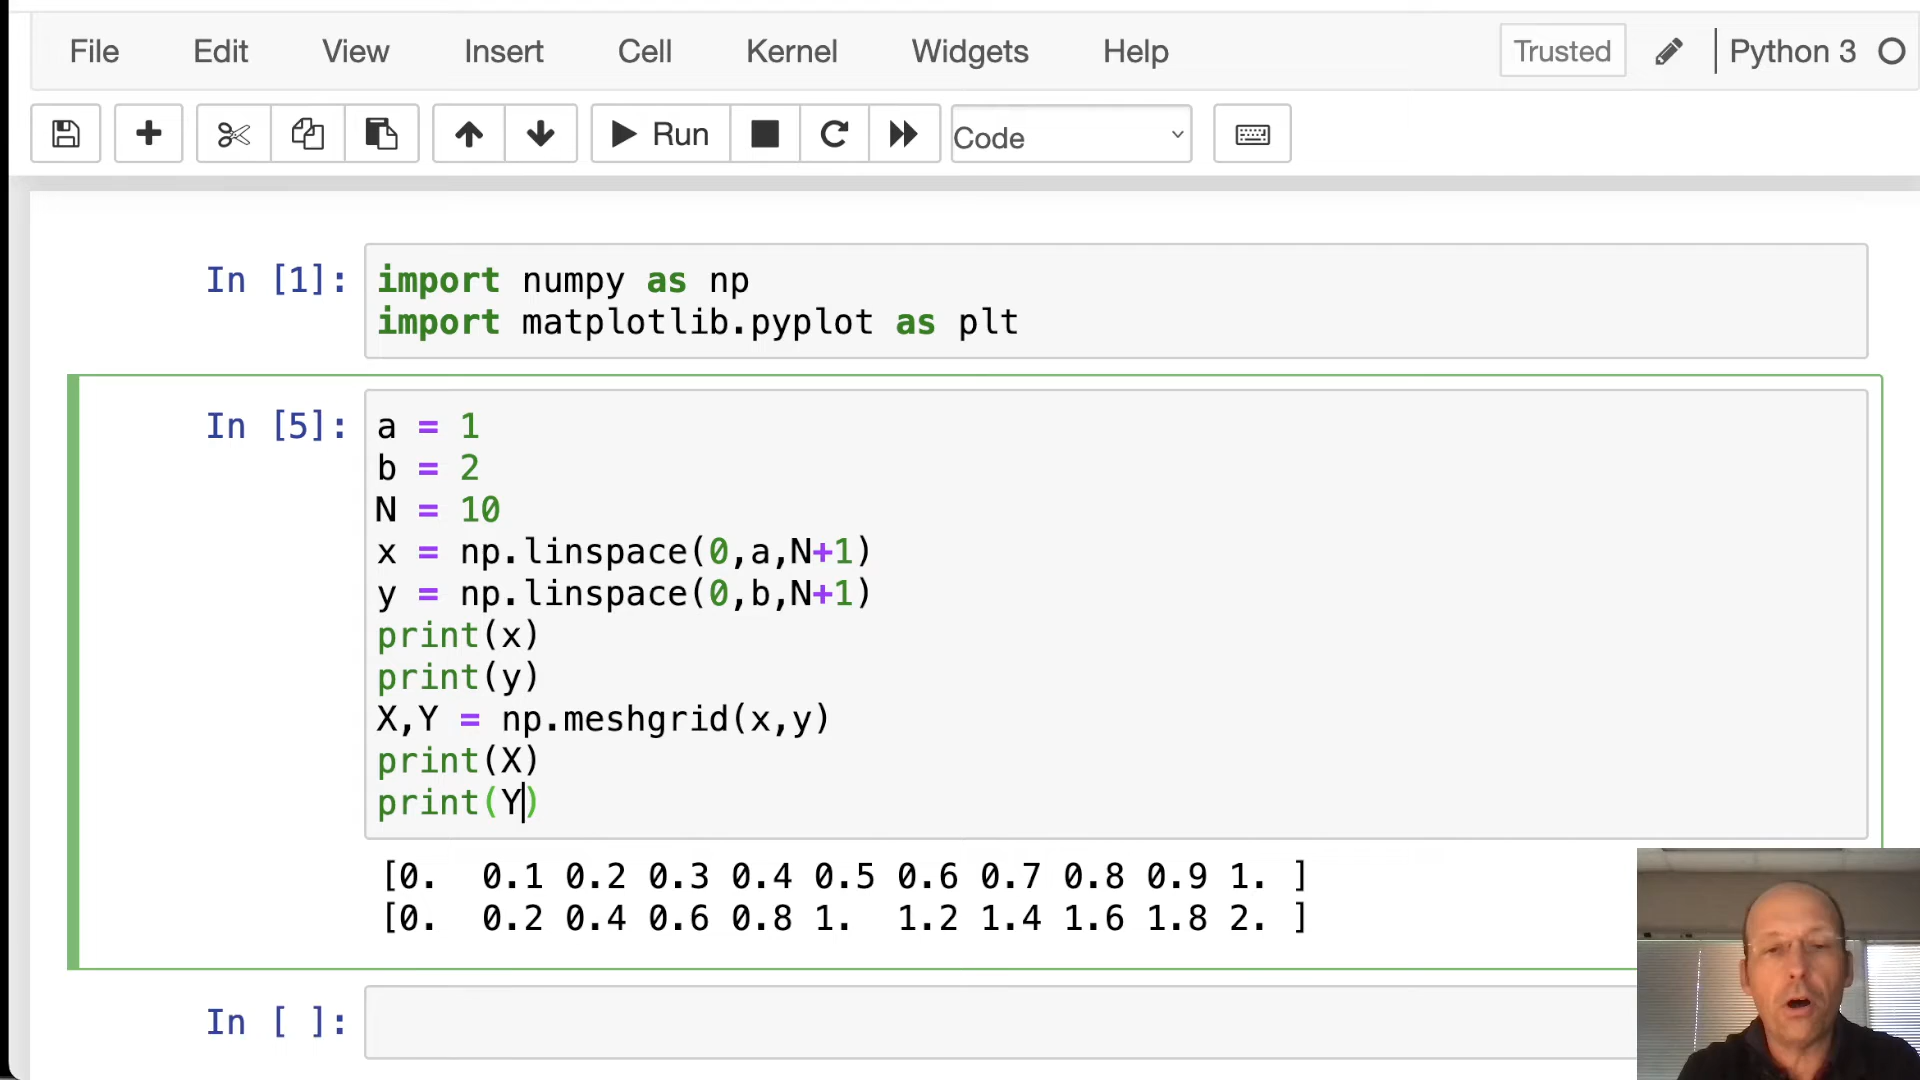 File Edit View Insert Cell Kernel Widgets Help Trusted Python 3
Run Code
In [1]: import numpy as np
import matplotlib.pyplot as plt
In [5]: a = 1
b = 2
N = 10
x = np.linspace(0,a,N+1)
y = np.linspace(0,b,N+1)
print(x)
print(y)
X,Y = np.meshgrid(x,y)
print(X)
print(Y)
[0.  0.1 0.2 0.3 0.4 0.5 0.6 0.7 0.8 0.9 1. ]
[0.  0.2 0.4 0.6 0.8 1.  1.2 1.4 1.6 1.8 2. ]
In [ ]: